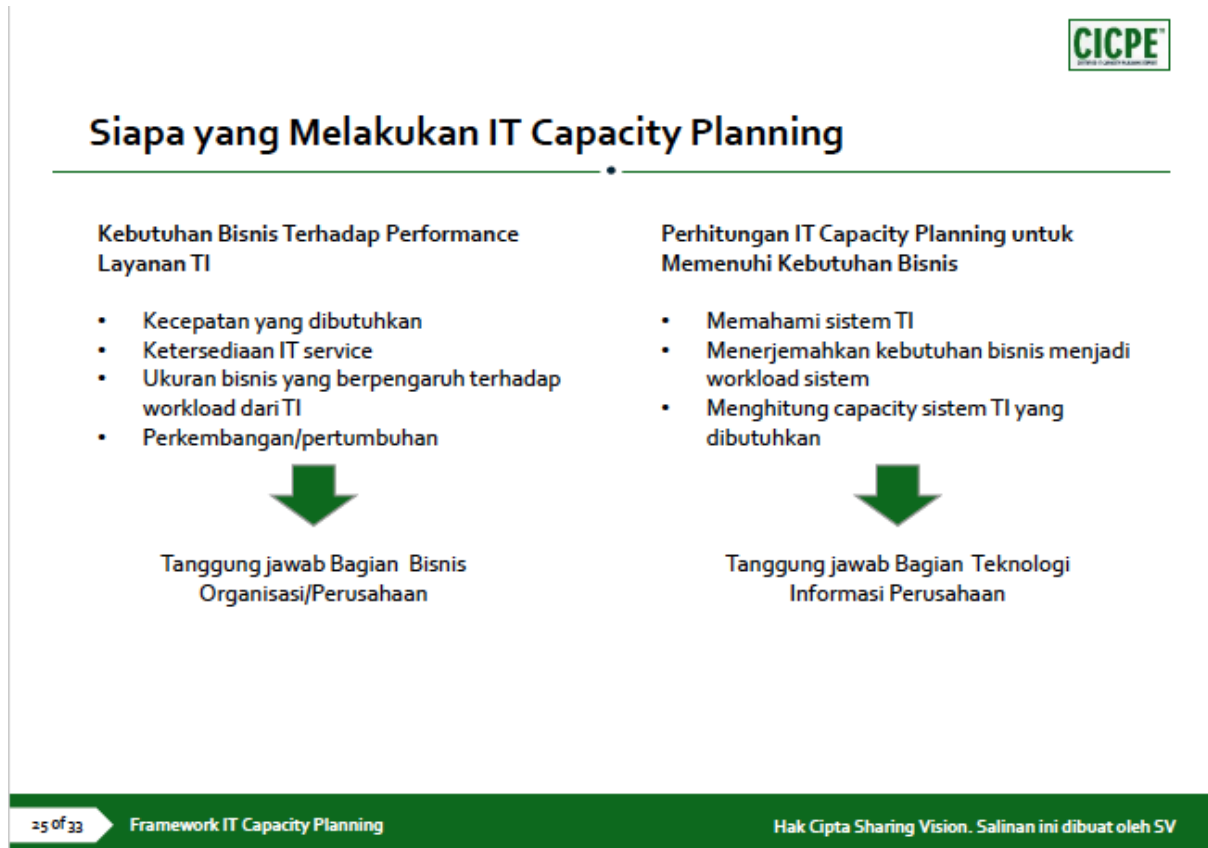 CICPE
Siapa yang Melakukan IT Capacity Planning
Kebutuhan Bisnis Terhadap Performance
Layanan TI
• Kecepatan yang dibutuhkan
• Ketersediaan IT service
• Ukuran bisnis yang berpengaruh terhadap
workload dari TI
• Perkembangan/pertumbuhan
Tanggung jawab Bagian Bisnis
Organisasi/Perusahaan
Perhitungan IT Capacity Planning untuk
Memenuhi Kebutuhan Bisnis
• Memahami sistem TI
• Menerjemahkan kebutuhan bisnis menjadi
workload sistem
• Menghitung capacity sistem TI yang
dibutuhkan
Tanggung jawab Bagian Teknologi
Informasi Perusahaan
25 of 33
Framework IT Capacity Planning
Hak Cipta Sharing Vision. Salinan ini dibuat oleh SV